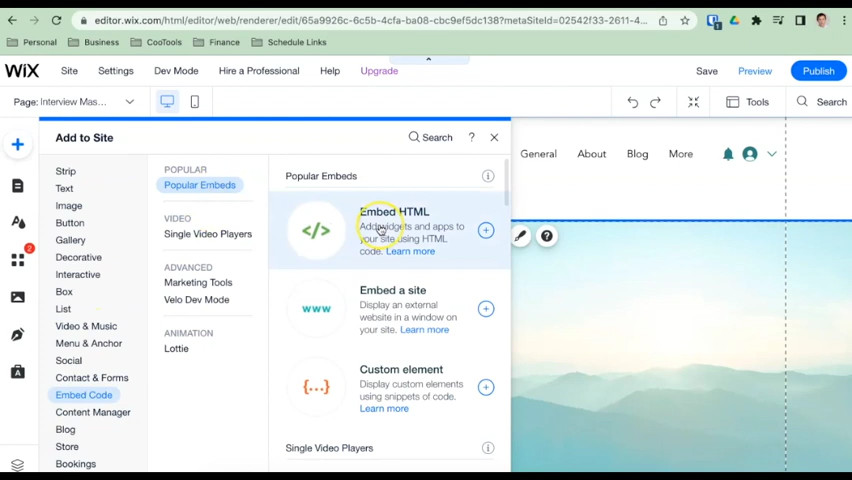 editor.wix.com/html/editor/web/renderer/edit/65a9926c-6c5b-4cfa-ba08-cbc9ef5dc138?metaSiteId=02542f33-2611-4...
Personal Business CooTools Finance Schedule Links
WiX Site Settings Dev Mode Hire a Professional Help Upgrade Save Preview Publish
Page: Interview Mas... Tools Search
Add to Site Search ?
General About Blog More
Strip
Text
Image
Button
Gallery
Decorative
Interactive
Box
List
Video & Music
Menu & Anchor
Social
Contact & Forms
Embed Code
Content Manager
Blog
Store
Bookings
2
POPULAR
Popular Embeds
VIDEO
Single Video Players
ADVANCED
Marketing Tools
Velo Dev Mode
ANIMATION
Lottie
Popular Embeds
</>
Embed HTML
Add widgets and apps to
your site using HTML
code. Learn more
www
Embed a site
Display an external
website in a window on
your site. Learn more
{...}
Custom element
Display custom elements
using snippets of code.
Learn more
Single Video Players